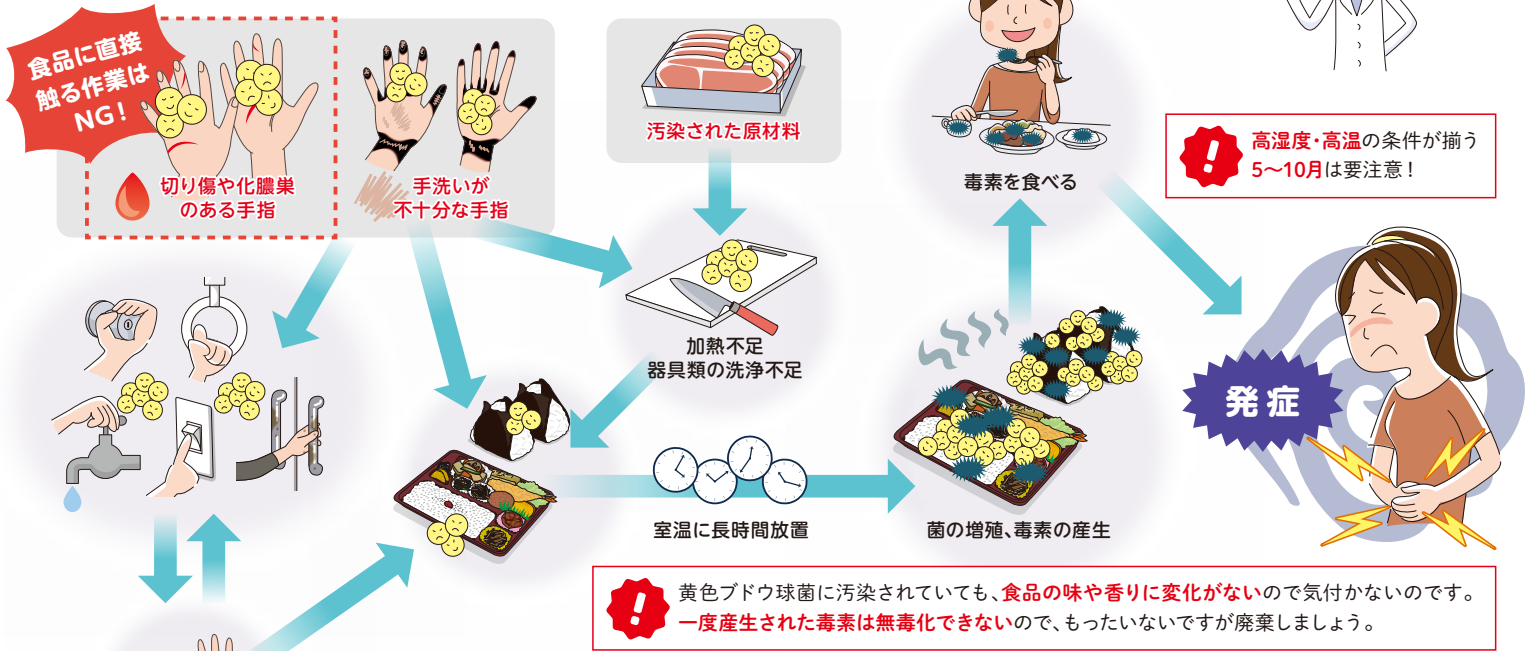 食品に直接
触る作業は
NG!
切り傷や化膿巣
のある手指
手洗いが
不十分な手指
汚染された原材料
毒素を食べる
高湿度・高温の条件が揃う
5〜10月は要注意!
加熱不足
器具類の洗浄不足
発症
室温に長時間放置
菌の増殖、毒素の産生
黄色ブドウ球菌に汚染されていても、食品の味や香りに変化がないので気付かないのです。
一度産生された毒素は無毒化できないので、もったいないですが廃棄しましょう。